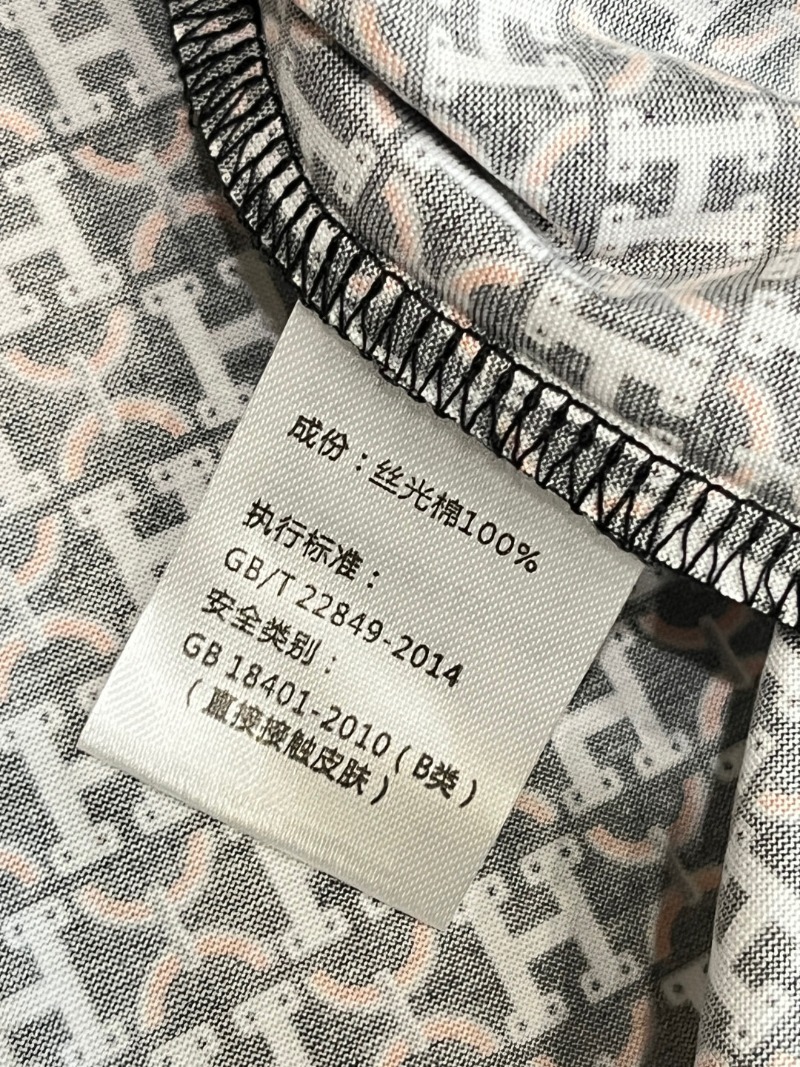 成份：丝光棉100%
执行标准：
GB/T 22849-2014
安全类别：
GB 18401-2010（B类）
（直接接触皮肤）